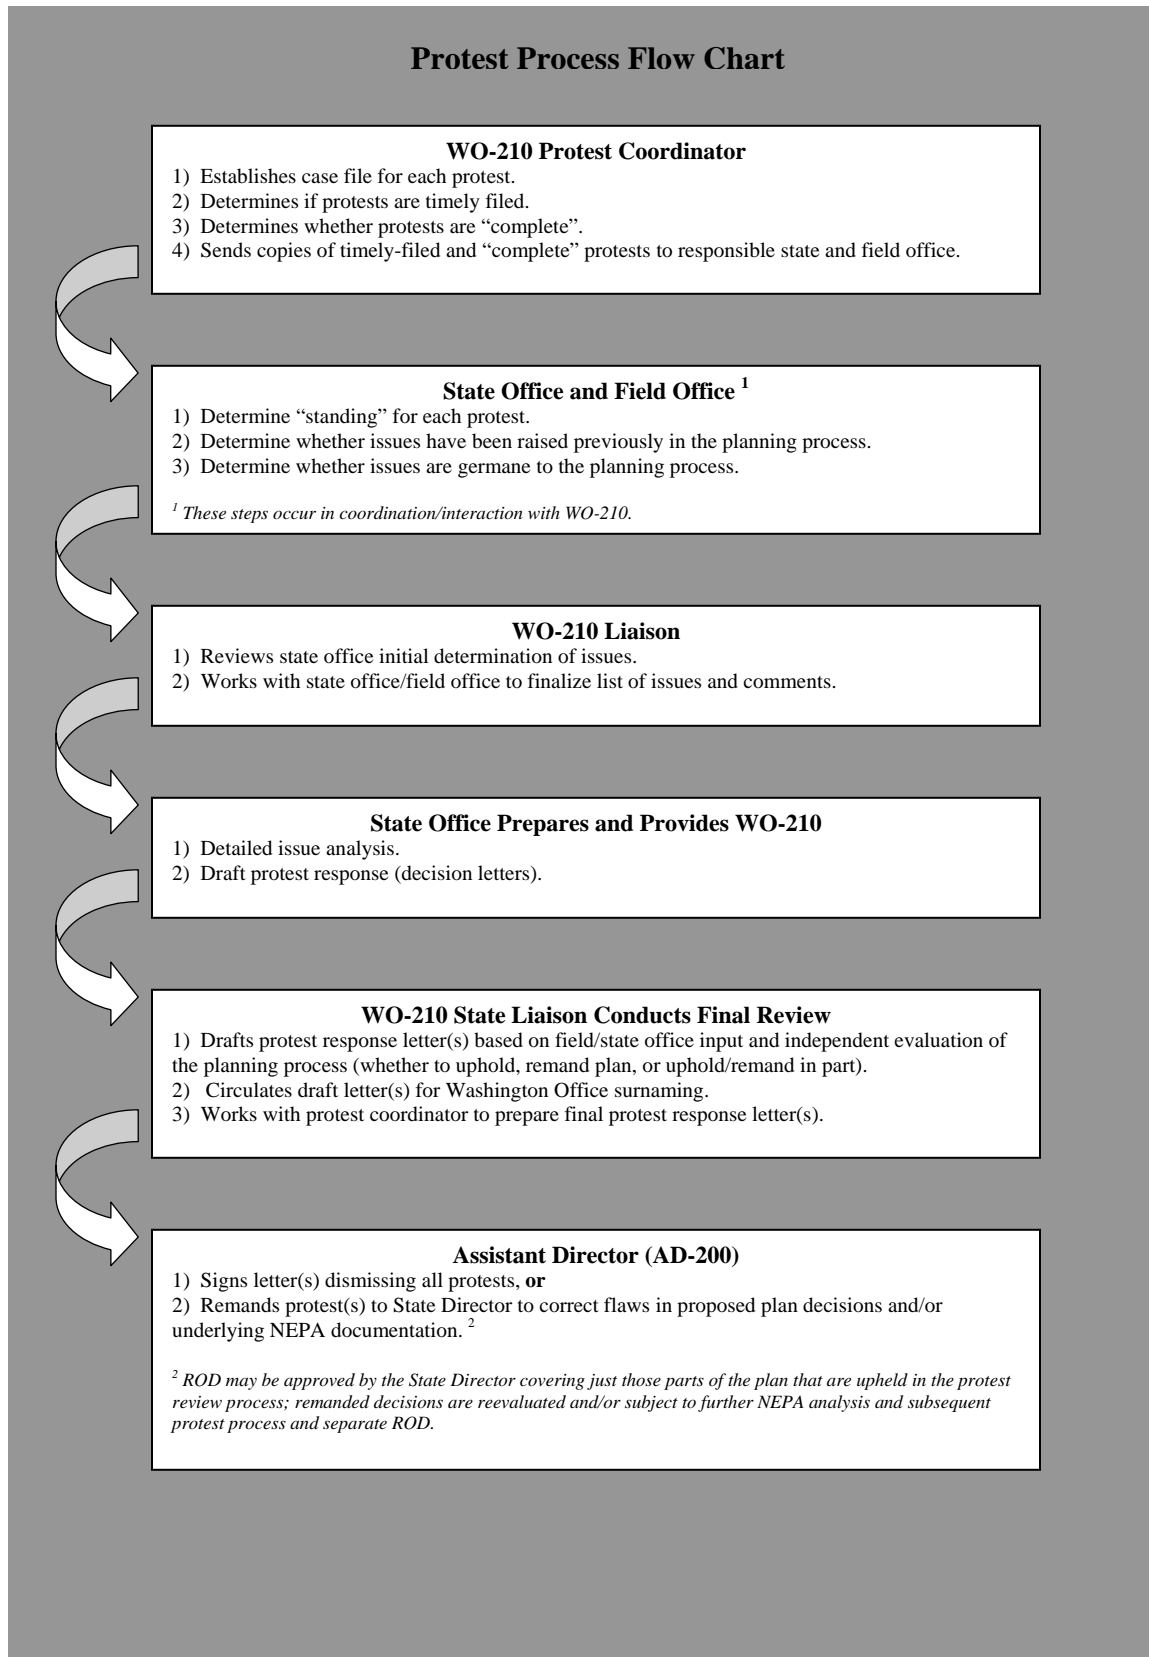 Protest Process Flow Chart
WO-210 Protest Coordinator
1) Establishes case file for each protest.
2) Determines if protests are timely filed.
3) Determines whether protests are “complete”.
4) Sends copies of timely-filed and “complete” protests to responsible state and field office.
State Office and Field Office 1
1) Determine “standing” for each protest.
2) Determine whether issues have been raised previously in the planning process.
3) Determine whether issues are germane to the planning process.
1 These steps occur in coordination/interaction with WO-210.
WO-210 Liaison
1) Reviews state office initial determination of issues.
2) Works with state office/field office to finalize list of issues and comments.
State Office Prepares and Provides WO-210
1) Detailed issue analysis.
2) Draft protest response (decision letters).
WO-210 State Liaison Conducts Final Review
1) Drafts protest response letter(s) based on field/state office input and independent evaluation of
the planning process (whether to uphold, remand plan, or uphold/remand in part).
2) Circulates draft letter(s) for Washington Office surnaming.
3) Works with protest coordinator to prepare final protest response letter(s).
Assistant Director (AD-200)
1) Signs letter(s) dismissing all protests, or
2) Remands protest(s) to State Director to correct flaws in proposed plan decisions and/or
underlying NEPA documentation. 2
2 ROD may be approved by the State Director covering just those parts of the plan that are upheld in the protest
review process; remanded decisions are reevaluated and/or subject to further NEPA analysis and subsequent
protest process and separate ROD.